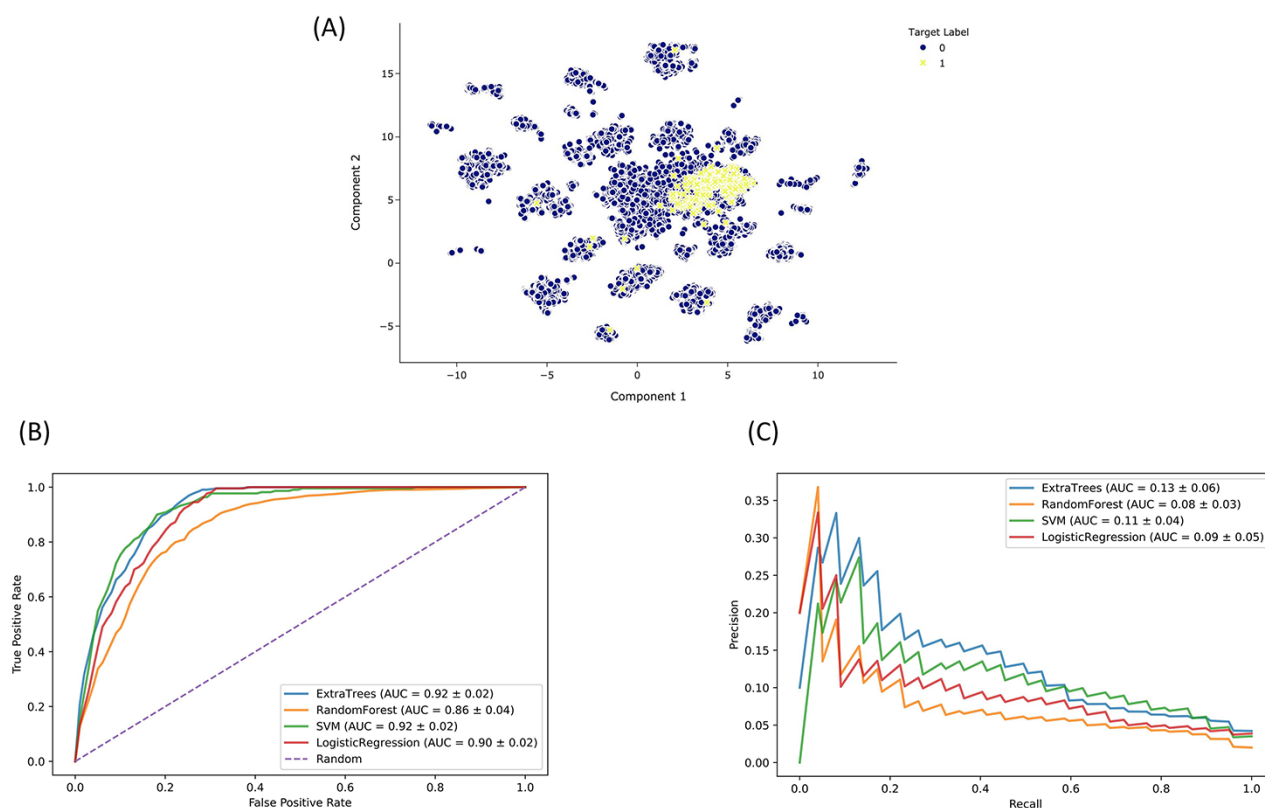 (A)
Target Label
0
1
15
10
5
0
−5
Component 2
−10
−5
0
5
10
Component 1
(B)
1.0
0.8
0.6
0.4
0.2
0.0
True Positive Rate
ExtraTrees (AUC = 0.92 ± 0.02)
RandomForest (AUC = 0.86 ± 0.04)
SVM (AUC = 0.92 ± 0.02)
LogisticRegression (AUC = 0.90 ± 0.02)
Random
0.0
0.2
0.4
0.6
0.8
1.0
False Positive Rate
(C)
0.35
0.30
0.25
0.20
0.15
0.10
0.05
0.00
Precision
ExtraTrees (AUC = 0.13 ± 0.06)
RandomForest (AUC = 0.08 ± 0.03)
SVM (AUC = 0.11 ± 0.04)
LogisticRegression (AUC = 0.09 ± 0.05)
0.0
0.2
0.4
0.6
0.8
1.0
Recall